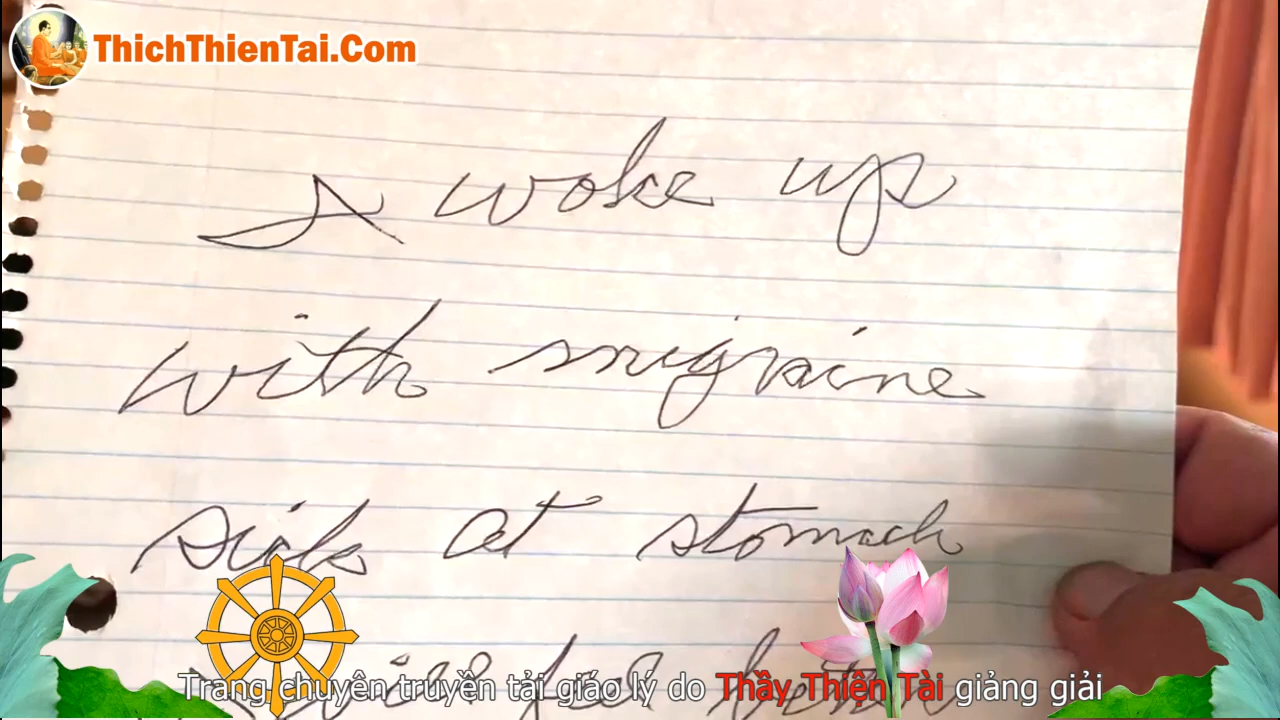 ThichThienTai.Com
I woke up
with migraine
sick at stomach
for
Trang chuyên truyền tải giáo lý do Thầy Thiện Tài giảng giải